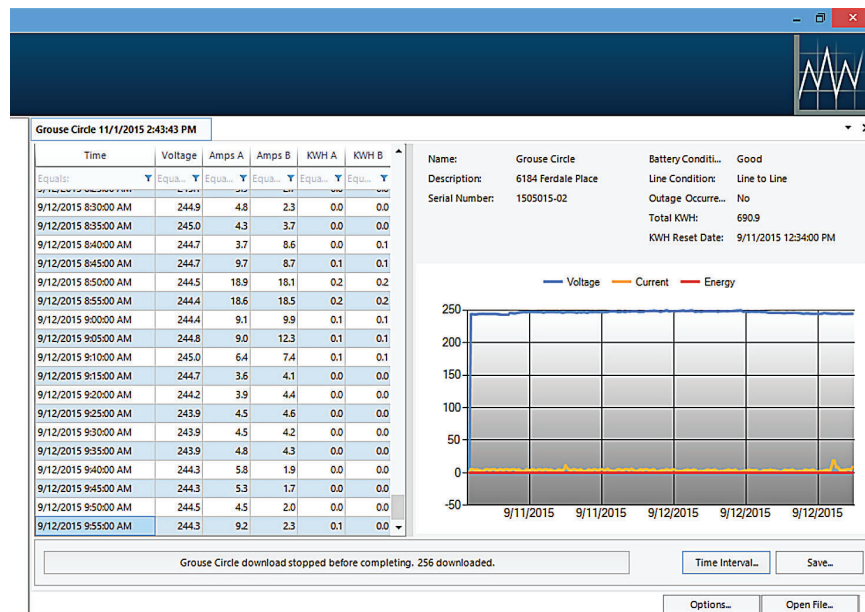 Grouse Circle 11/1/2015 2:43:43 PM
Time Voltage Amps A Amps B KWH A KWH B
Equals: Equa... Equa... Equa... Equa... Equ...
9/12/2015 8:30:00 AM 244.9 4.8 2.3 0.0 0.0
9/12/2015 8:35:00 AM 245.0 4.3 3.7 0.0 0.0
9/12/2015 8:40:00 AM 244.7 3.7 8.6 0.0 0.1
9/12/2015 8:45:00 AM 244.7 9.7 8.7 0.1 0.1
9/12/2015 8:50:00 AM 244.5 18.9 18.1 0.2 0.2
9/12/2015 8:55:00 AM 244.4 18.6 18.5 0.2 0.2
9/12/2015 9:00:00 AM 244.4 9.1 9.9 0.1 0.1
9/12/2015 9:05:00 AM 244.8 9.0 12.3 0.1 0.1
9/12/2015 9:10:00 AM 245.0 6.4 7.4 0.1 0.1
9/12/2015 9:15:00 AM 244.7 3.6 4.1 0.0 0.0
9/12/2015 9:20:00 AM 244.2 3.9 4.4 0.0 0.0
9/12/2015 9:25:00 AM 243.9 4.5 4.6 0.0 0.0
9/12/2015 9:30:00 AM 243.9 4.5 4.2 0.0 0.0
9/12/2015 9:35:00 AM 243.9 4.8 4.3 0.0 0.0
9/12/2015 9:40:00 AM 244.3 5.8 1.9 0.0 0.0
9/12/2015 9:45:00 AM 244.3 5.3 1.7 0.0 0.0
9/12/2015 9:50:00 AM 244.5 4.5 2.0 0.0 0.0
9/12/2015 9:55:00 AM 244.3 9.2 2.3 0.1 0.0
Name: Grouse Circle Battery Conditi... Good
Description: 6184 Ferdale Place Line Condition: Line to Line
Serial Number: 1505015-02 Outage Occurre... No
Total KWH: 690.9
KWH Reset Date: 9/11/2015 12:34:00 PM
Voltage Current Energy
250
200
150
100
50
0
-50
9/11/2015 9/11/2015 9/12/2015 9/12/2015 9/12/2015
Grouse Circle download stopped before completing. 256 downloaded.
Time Interval... Save...
Options... Open File...